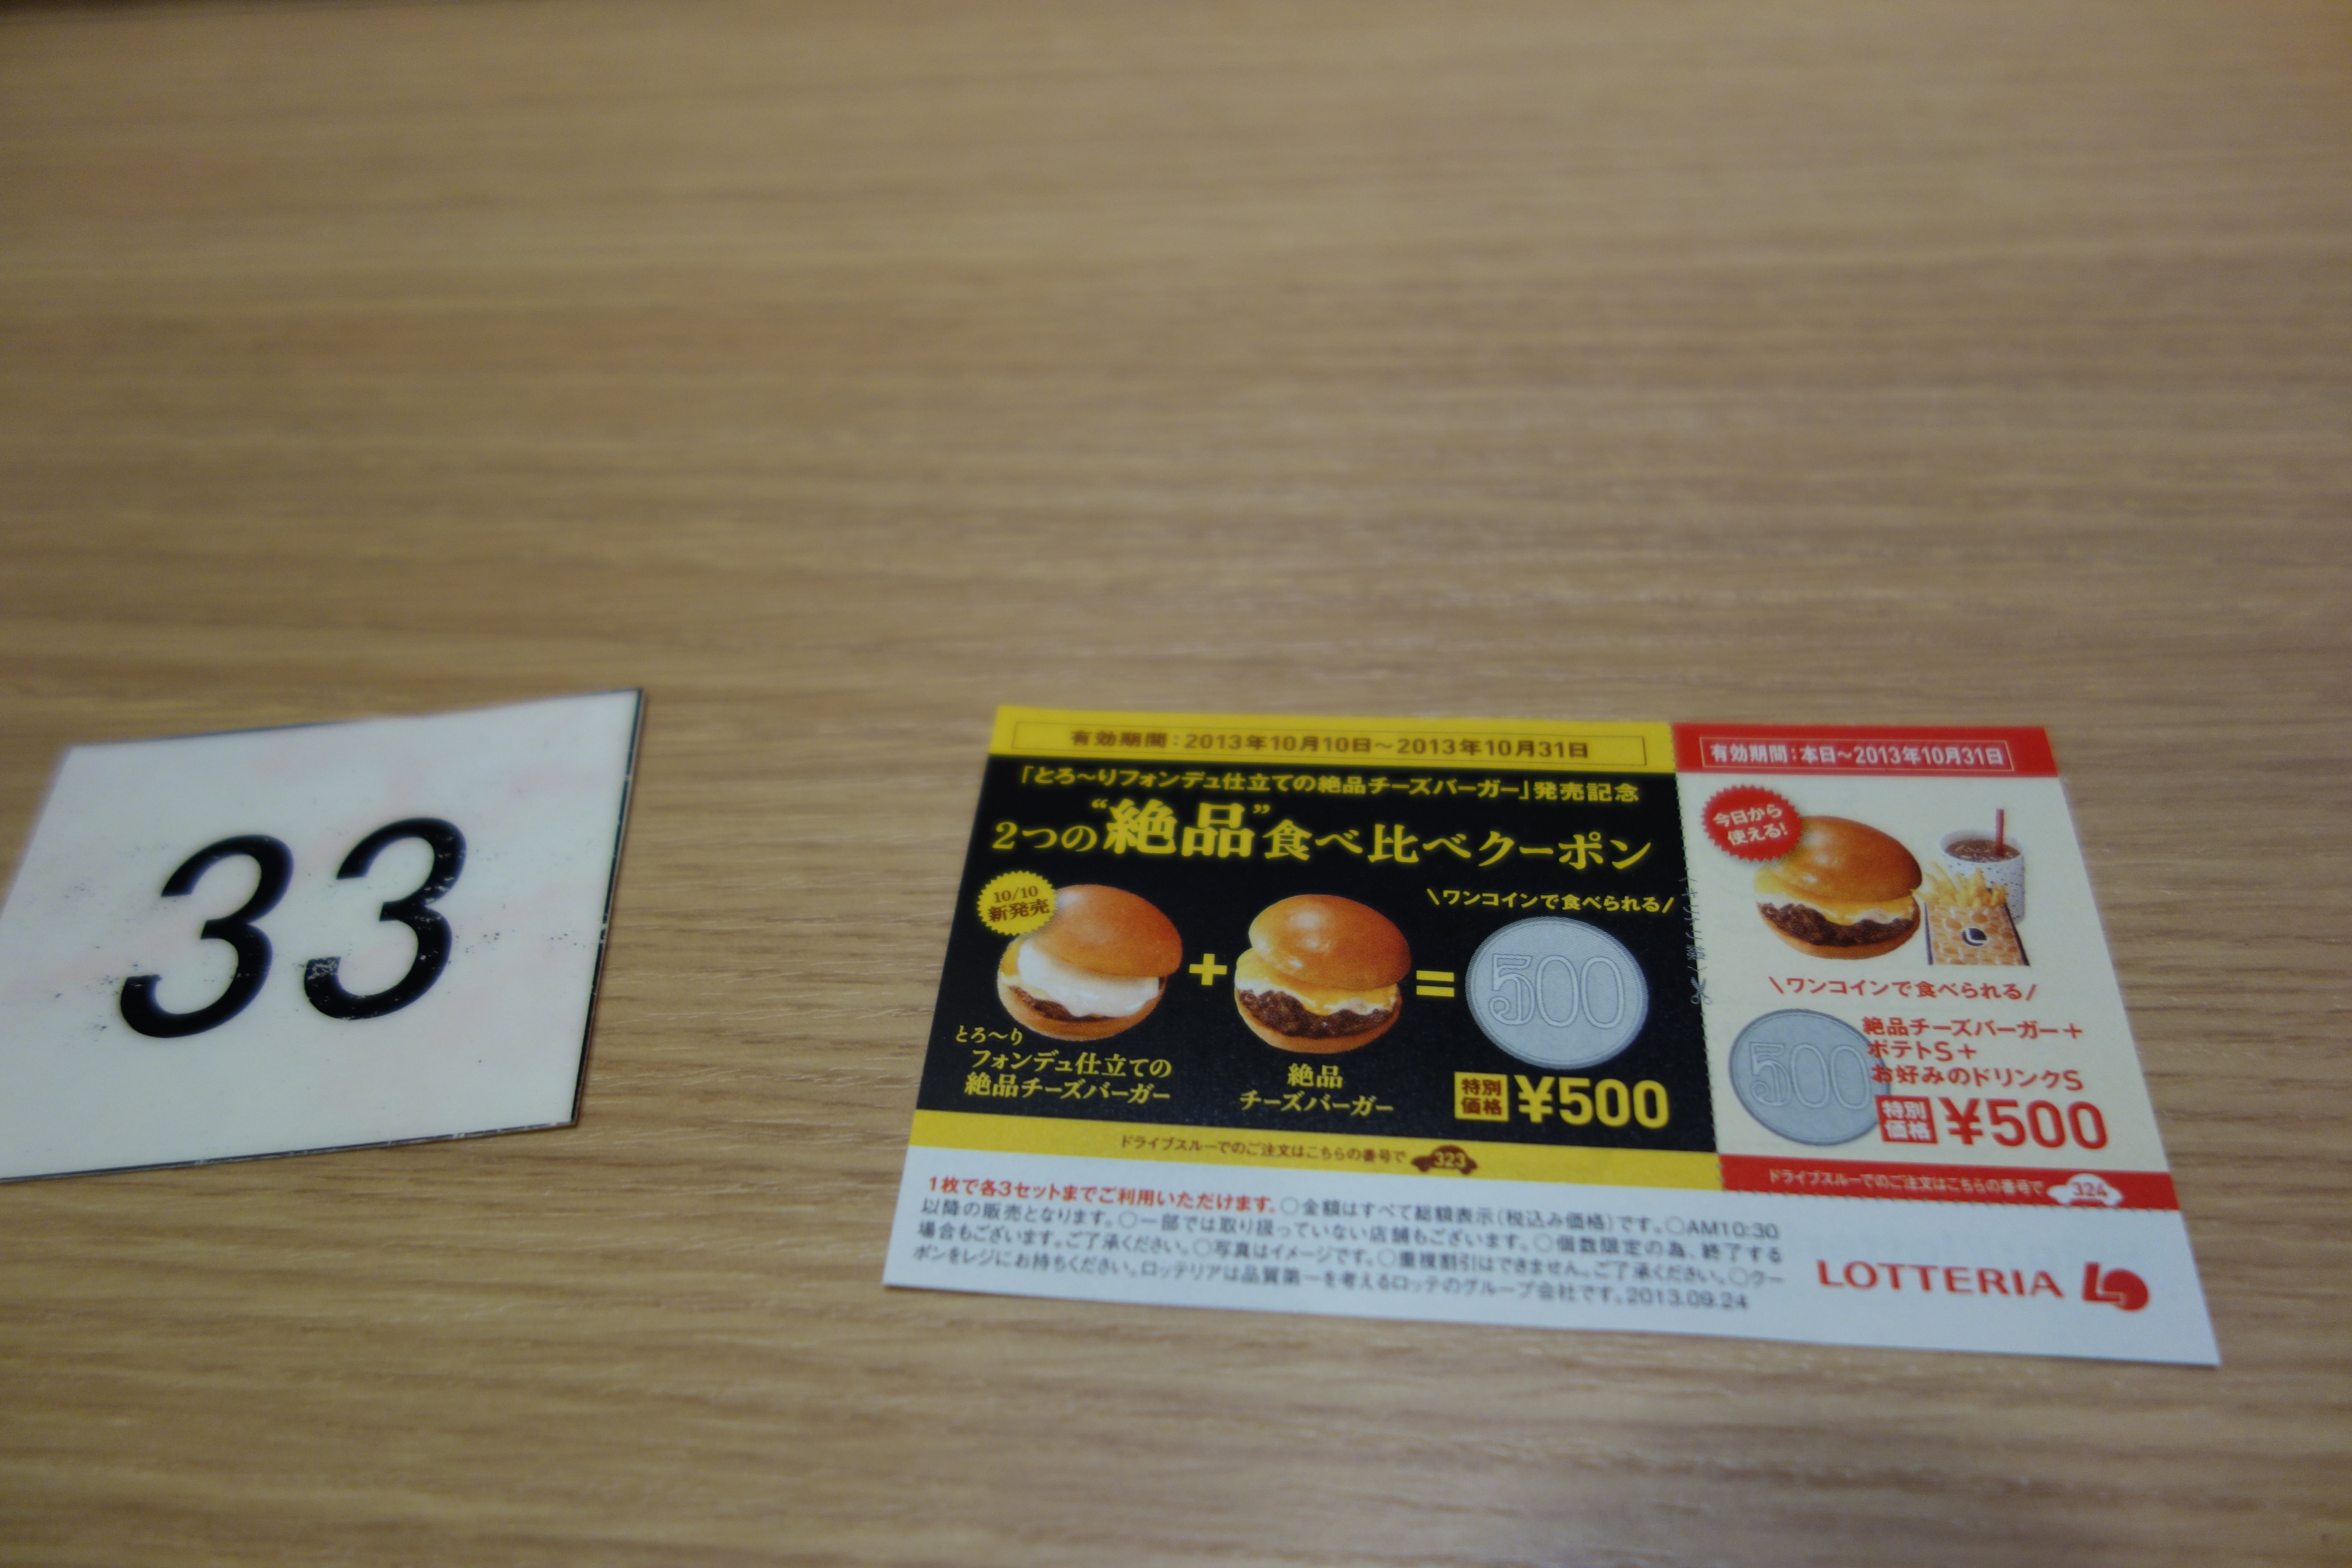 33
有効期間：2013年10月10日〜2013年10月31日
「とろ〜りフォンデュ仕立ての絶品チーズバーガー」発売記念
2つの“絶品”食べ比べクーポン
10/10
新発売
\ワンコインで食べられる/
+
=
500
とろ〜り
フォンデュ仕立ての
絶品チーズバーガー
絶品
チーズバーガー
特別
価格
¥500
ドライブスルーでのご注文はこちらの番号で 323
キリトリ線
有効期間：本日〜2013年10月31日
今日から
使える!
\ワンコインで食べられる/
500
絶品チーズバーガー+
ポテトS+
お好みのドリンクS
特別
価格
¥500
ドライブスルーでのご注文はこちらの番号で 324
1枚で各3セットまでご利用いただけます。○金額はすべて総額表示(税込み価格)です。○AM10:30
以降の販売となります。○一部では取り扱っていない店舗もございます。○個数限定の為、終了する
場合もございます。ご了承ください。○写真はイメージです。○重複割引はできません。ご了承ください。○クー
ポンをレジにお持ちください。ロッテリアは品質第一を考えるロッテのグループ会社です。2013.09.24
LOTTERIA